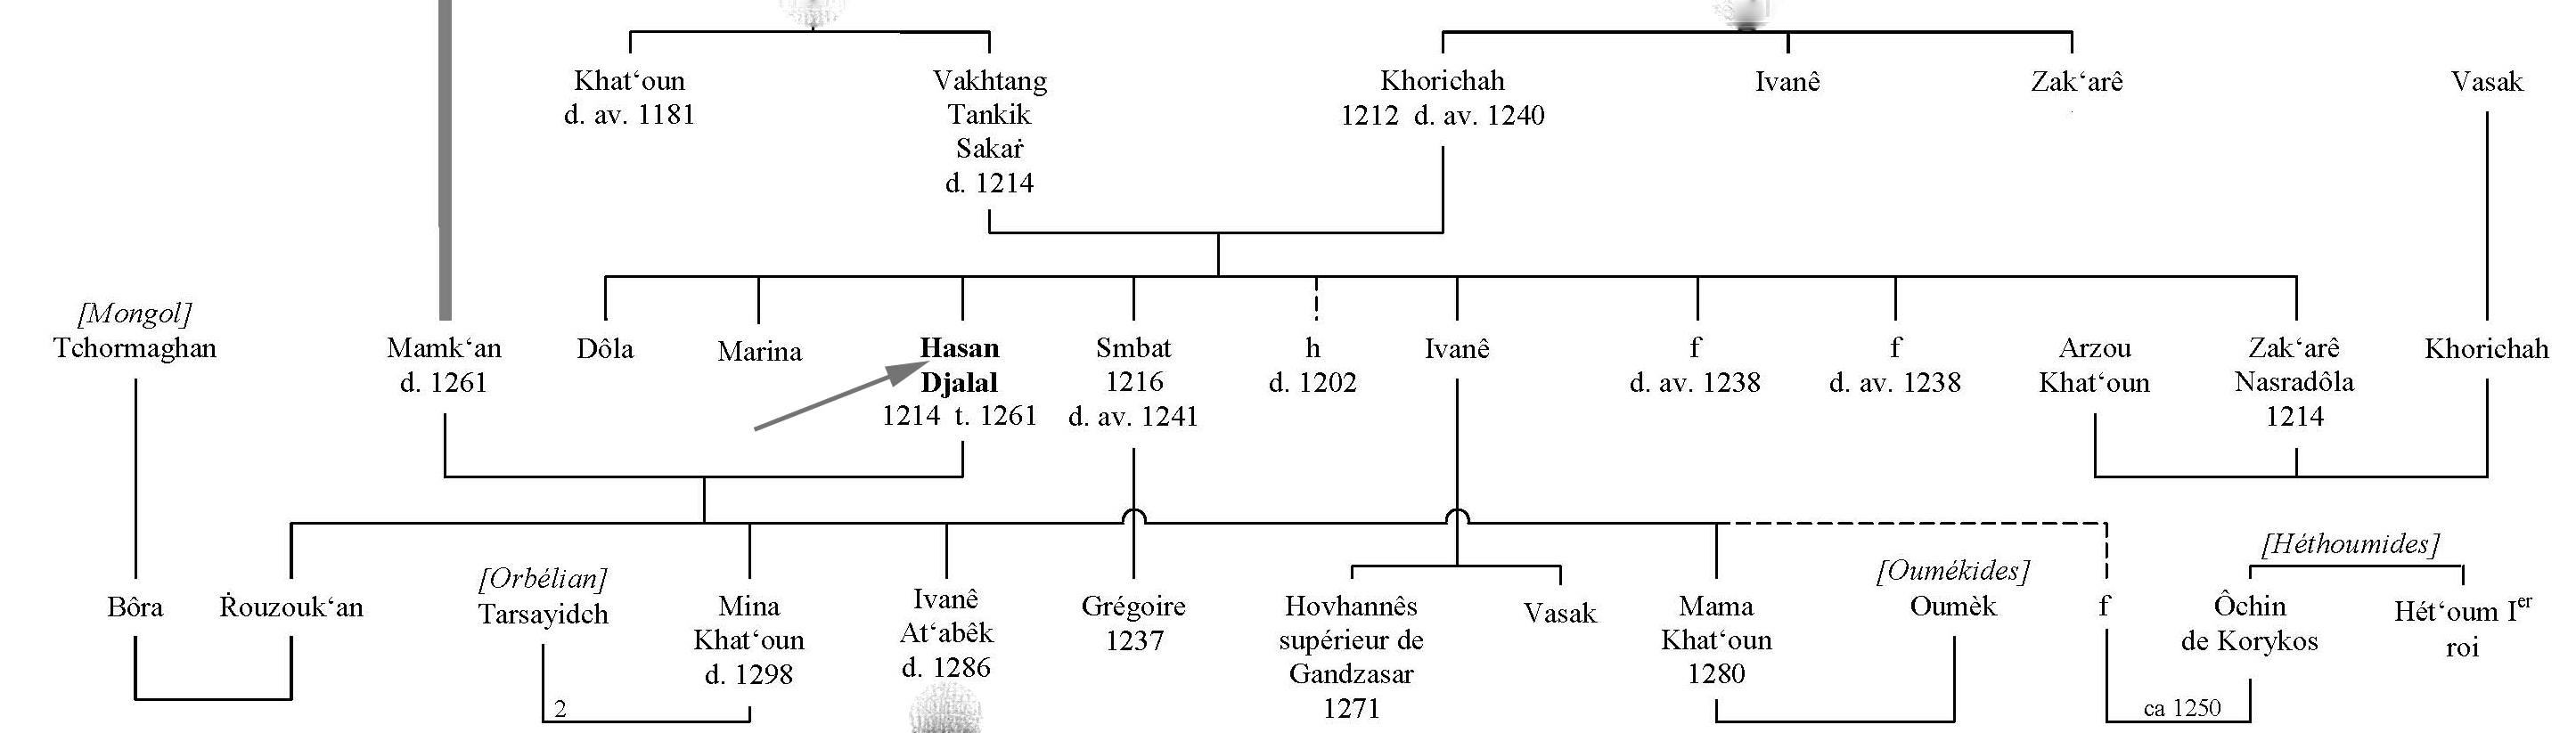 Khat‘oun
d. av. 1181
Vakhtang
Tankik
Sakaṙ
d. 1214
Khorichah
1212 d. av. 1240
Ivanê
Zak‘arê
Vasak
[Mongol]
Tchormaghan
Mamk‘an
d. 1261
Dôla
Marina
Hasan
Djalal
1214 t. 1261
Smbat
1216
d. av. 1241
h
d. 1202
Ivanê
f
d. av. 1238
f
d. av. 1238
Arzou
Khat‘oun
Zak‘arê
Nasradôla
1214
Khorichah
Bôra
Ṙouzouk‘an
[Orbélian]
Tarsayidch
2
Mina
Khat‘oun
d. 1298
Ivanê
At‘abêk
d. 1286
Grégoire
1237
Hovhannês
supérieur de
Gandzasar
1271
Vasak
Mama
Khat‘oun
1280
[Oumékides]
Oumèk
f
ca 1250
[Héthoumides]
Ôchin
de Korykos
Hét‘oum Ier
roi